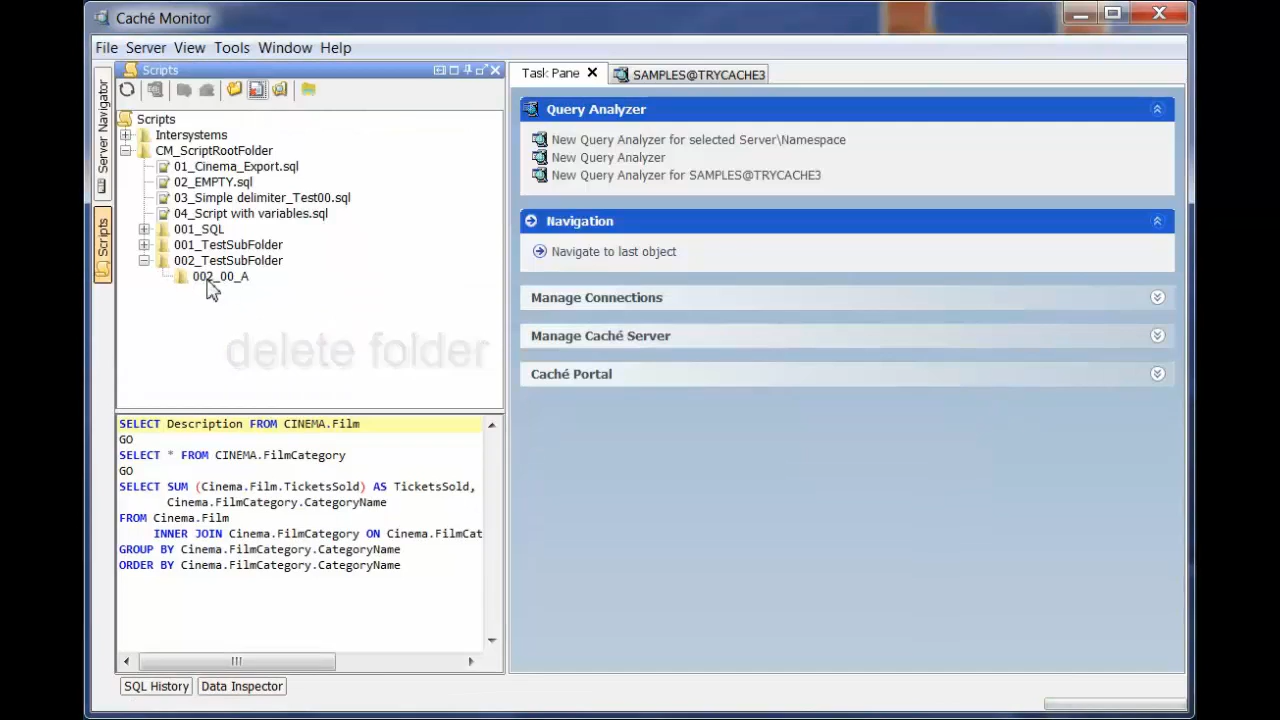 Caché Monitor
File Server View Tools Window Help
Scripts
Task: Pane
SAMPLES@TRYCACHE3
Server Navigator
Scripts
Scripts
Intersystems
CM_ScriptRootFolder
01_Cinema_Export.sql
02_EMPTY.sql
03_Simple delimiter_Test00.sql
04_Script with variables.sql
001_SQL
001_TestSubFolder
002_TestSubFolder
002_00_A
delete folder
SELECT Description FROM CINEMA.Film
GO
SELECT * FROM CINEMA.FilmCategory
GO
SELECT SUM (Cinema.Film.TicketsSold) AS TicketsSold,
Cinema.FilmCategory.CategoryName
FROM Cinema.Film
INNER JOIN Cinema.FilmCategory ON Cinema.FilmCat
GROUP BY Cinema.FilmCategory.CategoryName
ORDER BY Cinema.FilmCategory.CategoryName
SQL History
Data Inspector
Query Analyzer
New Query Analyzer for selected Server\Namespace
New Query Analyzer
New Query Analyzer for SAMPLES@TRYCACHE3
Navigation
Navigate to last object
Manage Connections
Manage Caché Server
Caché Portal